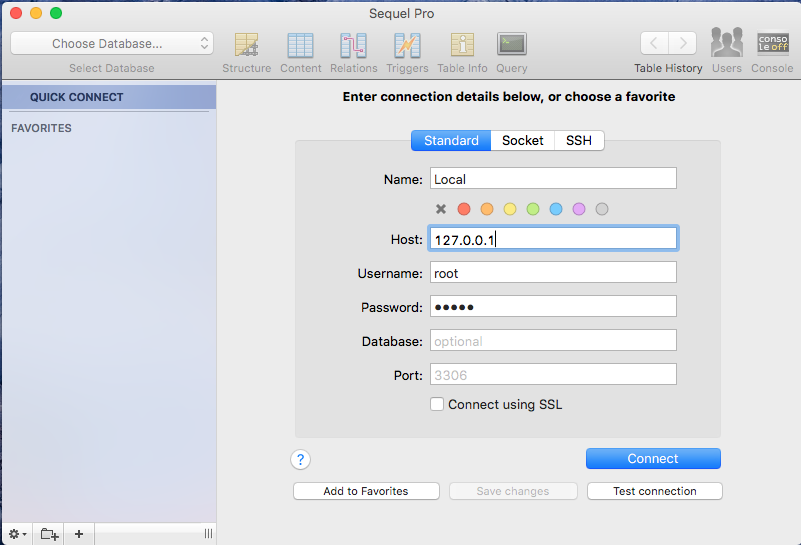 Sequel Pro
Choose Database...
Select Database
Structure
Content
Relations
Triggers
Table Info
Query
Table History
Users
conso
le off
Console
QUICK CONNECT
FAVORITES
Enter connection details below, or choose a favorite
Standard Socket SSH
Name: Local
Host: 127.0.0.1
Username: root
Password: •••••
Database: optional
Port: 3306
Connect using SSL
?
Connect
Add to Favorites
Save changes
Test connection